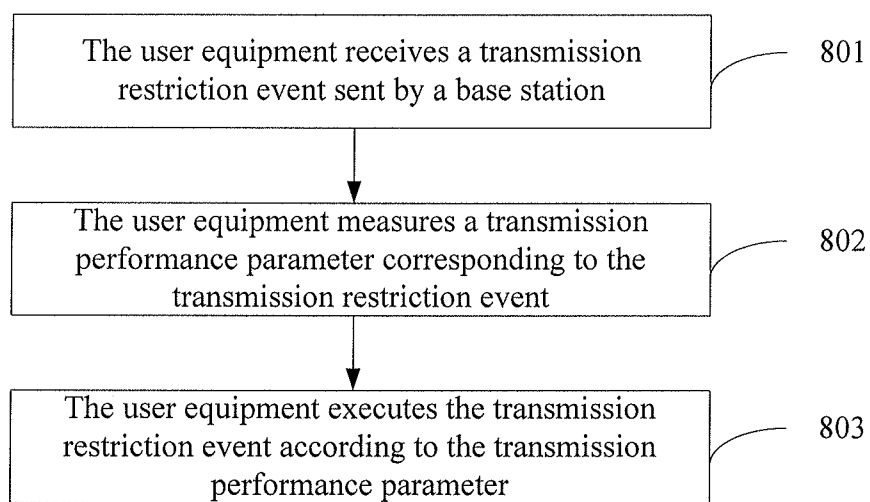 The user equipment receives a transmission
restriction event sent by a base station
801
The user equipment measures a transmission
performance parameter corresponding to the
transmission restriction event
802
The user equipment executes the transmission
restriction event according to the transmission
performance parameter
803